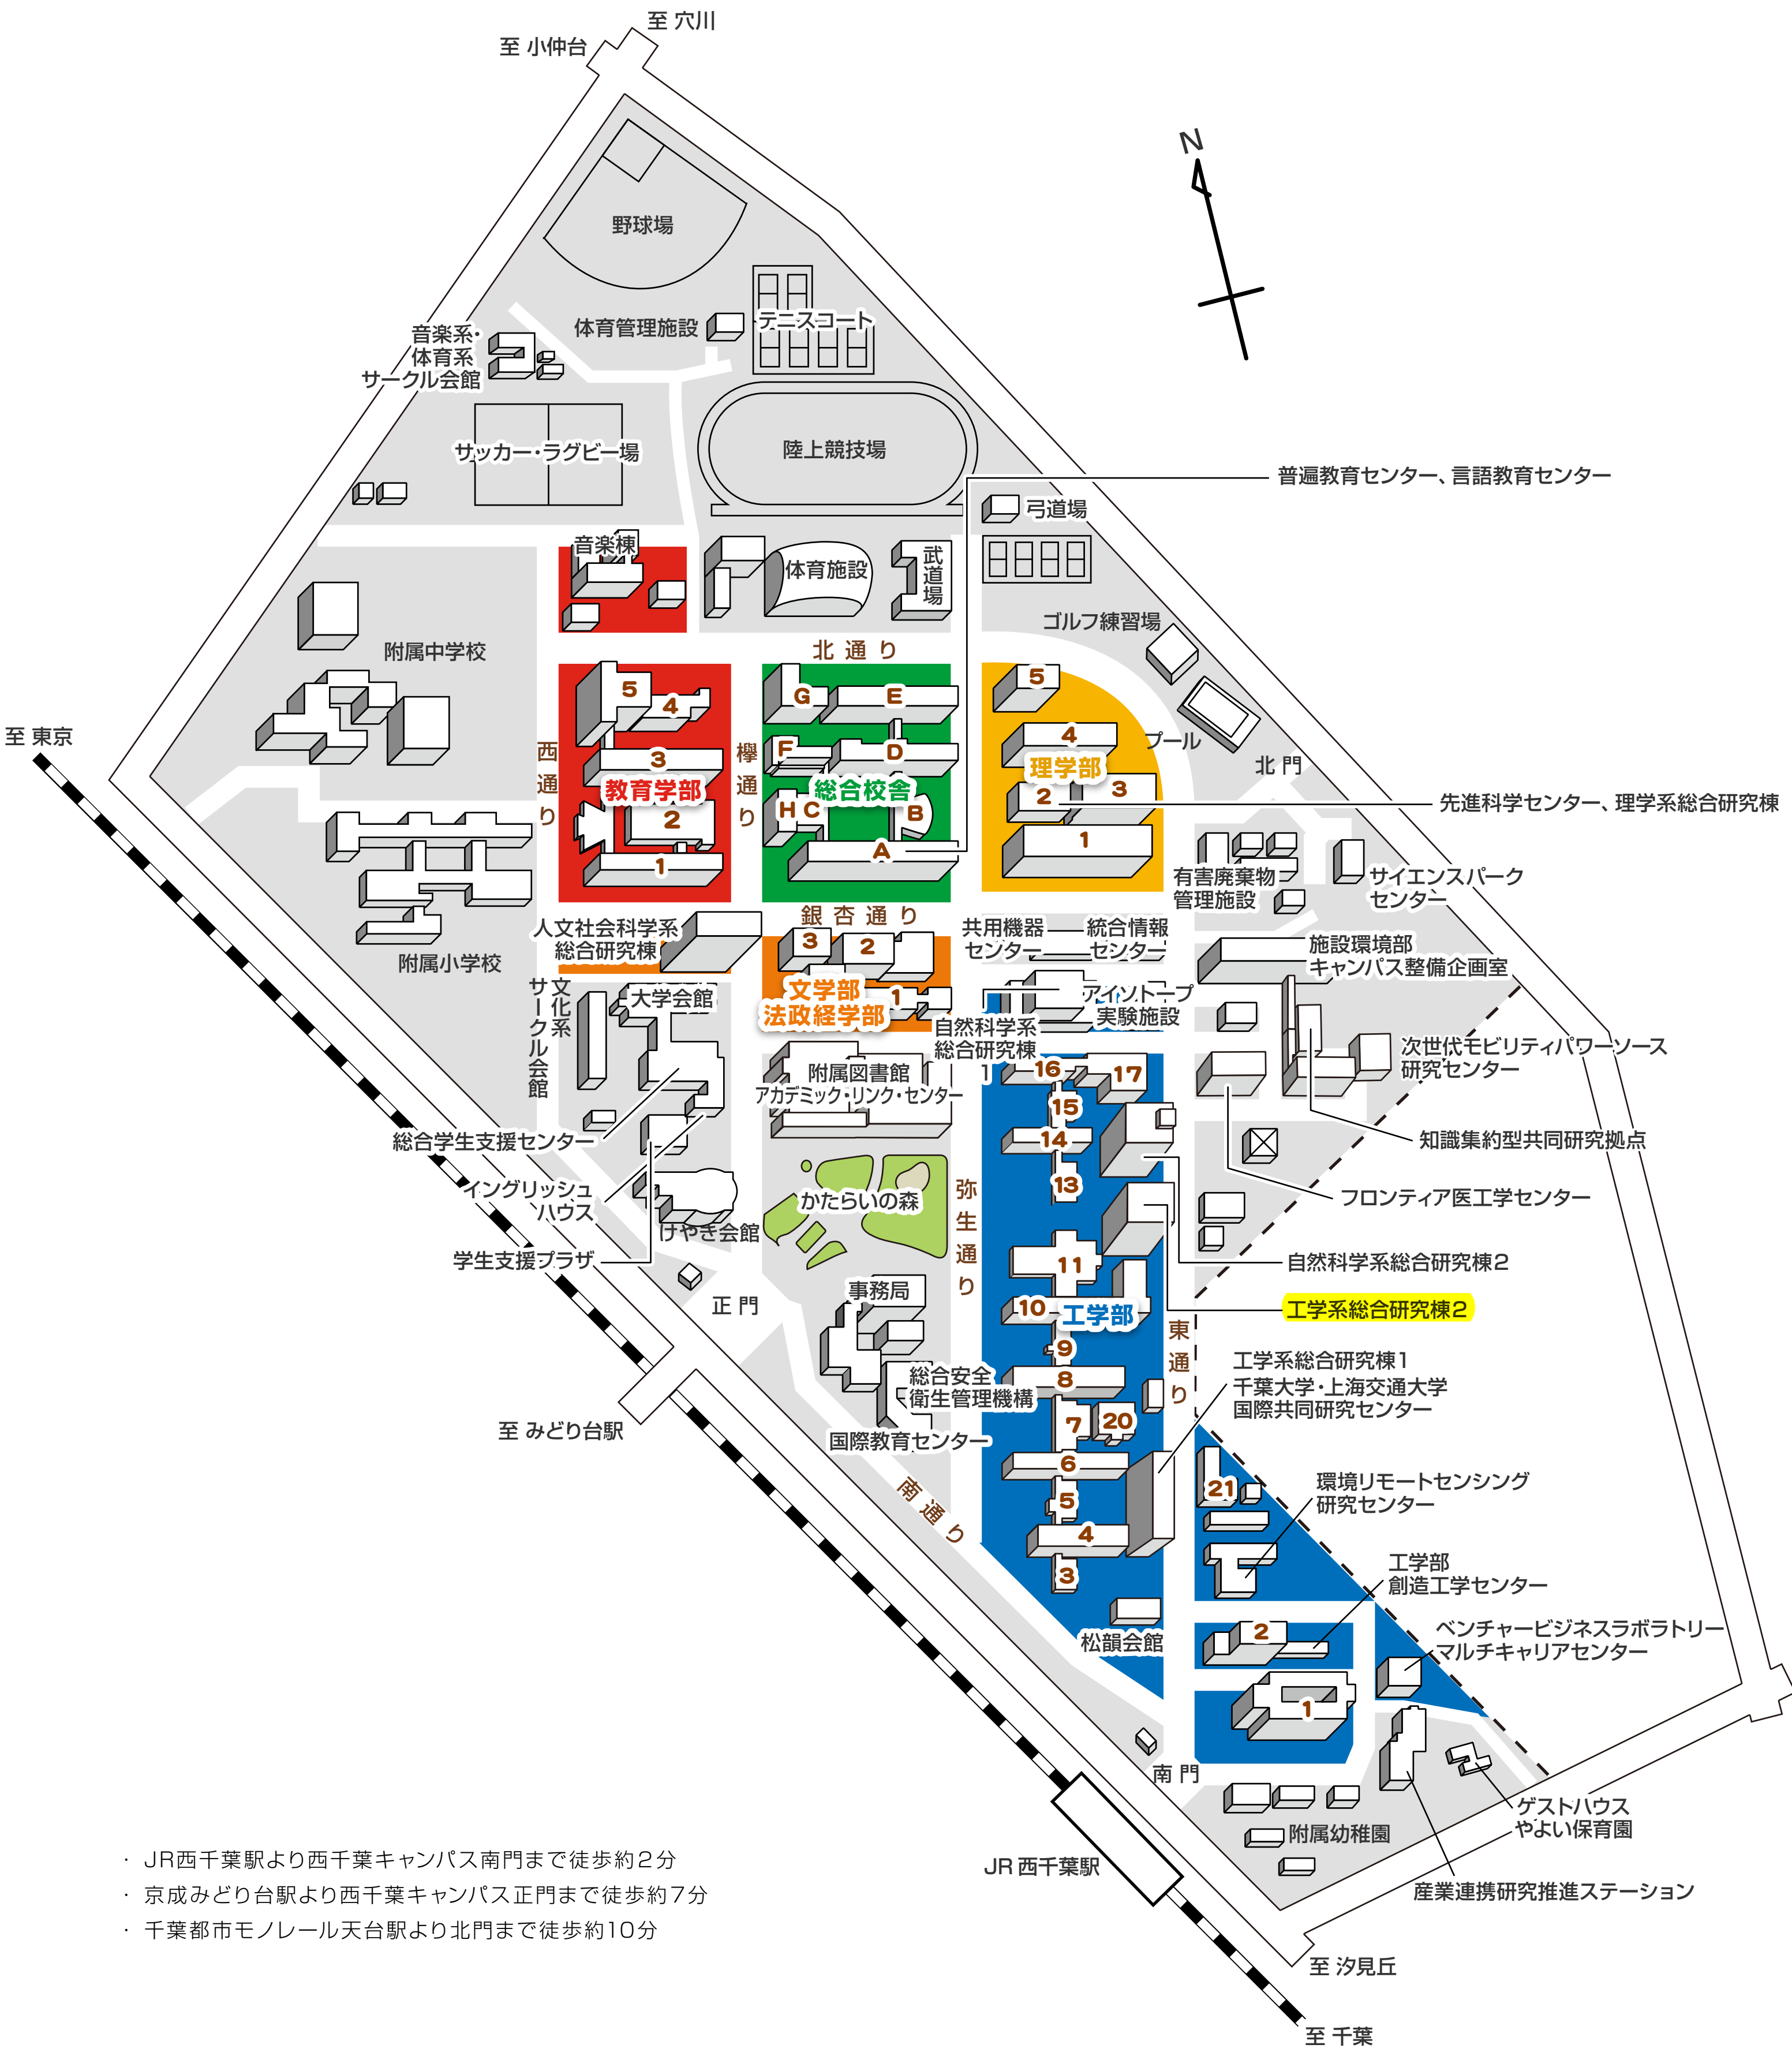 至 穴川
至 小仲台
N
野球場
体育管理施設
テニスコート
音楽系・
体育系
サークル会館
サッカー・ラグビー場
陸上競技場
普遍教育センター、言語教育センター
弓道場
音楽棟
体育施設
武道場
ゴルフ練習場
附属中学校
北通り
5
4
3
教育学部
2
1
西通り
欅通り
G
E
F
D
総合校舎
H
C
B
A
5
4
理学部
2
3
1
プール
北門
先進科学センター、理学系総合研究棟
至 東京
有害廃棄物
管理施設
サイエンスパーク
センター
銀杏通り
人文社会科学系
総合研究棟
3
2
文学部
1
法政経学部
共用機器
センター
統合情報
センター
施設環境部
キャンパス整備企画室
附属小学校
文化系
サークル会館
大学会館
アイソトープ
実験施設
自然科学系
総合研究棟
1
次世代モビリティパワーソース
研究センター
附属図書館
アカデミック・リンク・センター
16
17
15
14
13
総合学生支援センター
知識集約型共同研究拠点
イングリッシュ
ハウス
かたらいの森
弥生通り
フロンティア医工学センター
けやき会館
学生支援プラザ
自然科学系総合研究棟2
正門
事務局
11
10
工学部
工学系総合研究棟2
9
東通り
8
総合安全
衛生管理機構
工学系総合研究棟1
千葉大学・上海交通大学
国際共同研究センター
至 みどり台駅
国際教育センター
7
20
6
南通り
5
4
3
21
環境リモートセンシング
研究センター
工学部
創造工学センター
松韻会館
2
ベンチャービジネスラボラトリー
マルチキャリアセンター
1
南門
附属幼稚園
ゲストハウス
やよい保育園
JR 西千葉駅
産業連携研究推進ステーション
・ JR西千葉駅より西千葉キャンパス南門まで徒歩約2分
・ 京成みどり台駅より西千葉キャンパス正門まで徒歩約7分
・ 千葉都市モノレール天台駅より北門まで徒歩約10分
至 汐見丘
至 千葉